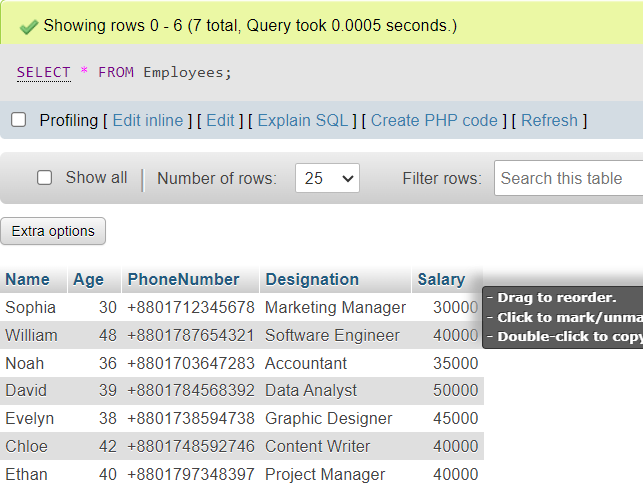 Showing rows 0 - 6 (7 total, Query took 0.0005 seconds.)
SELECT * FROM Employees;
Profiling [ Edit inline ] [ Edit ] [ Explain SQL ] [ Create PHP code ] [ Refresh ]
Show all | Number of rows: 25 Filter rows: Search this table
Extra options
Name Age PhoneNumber Designation Salary
Sophia 30 +8801712345678 Marketing Manager 30000
- Drag to reorder.
- Click to mark/unma
- Double-click to copy
William 48 +8801787654321 Software Engineer 40000
Noah 36 +8801703647283 Accountant 35000
David 39 +8801784568392 Data Analyst 50000
Evelyn 38 +8801738594738 Graphic Designer 45000
Chloe 42 +8801748592746 Content Writer 40000
Ethan 40 +8801797348397 Project Manager 40000